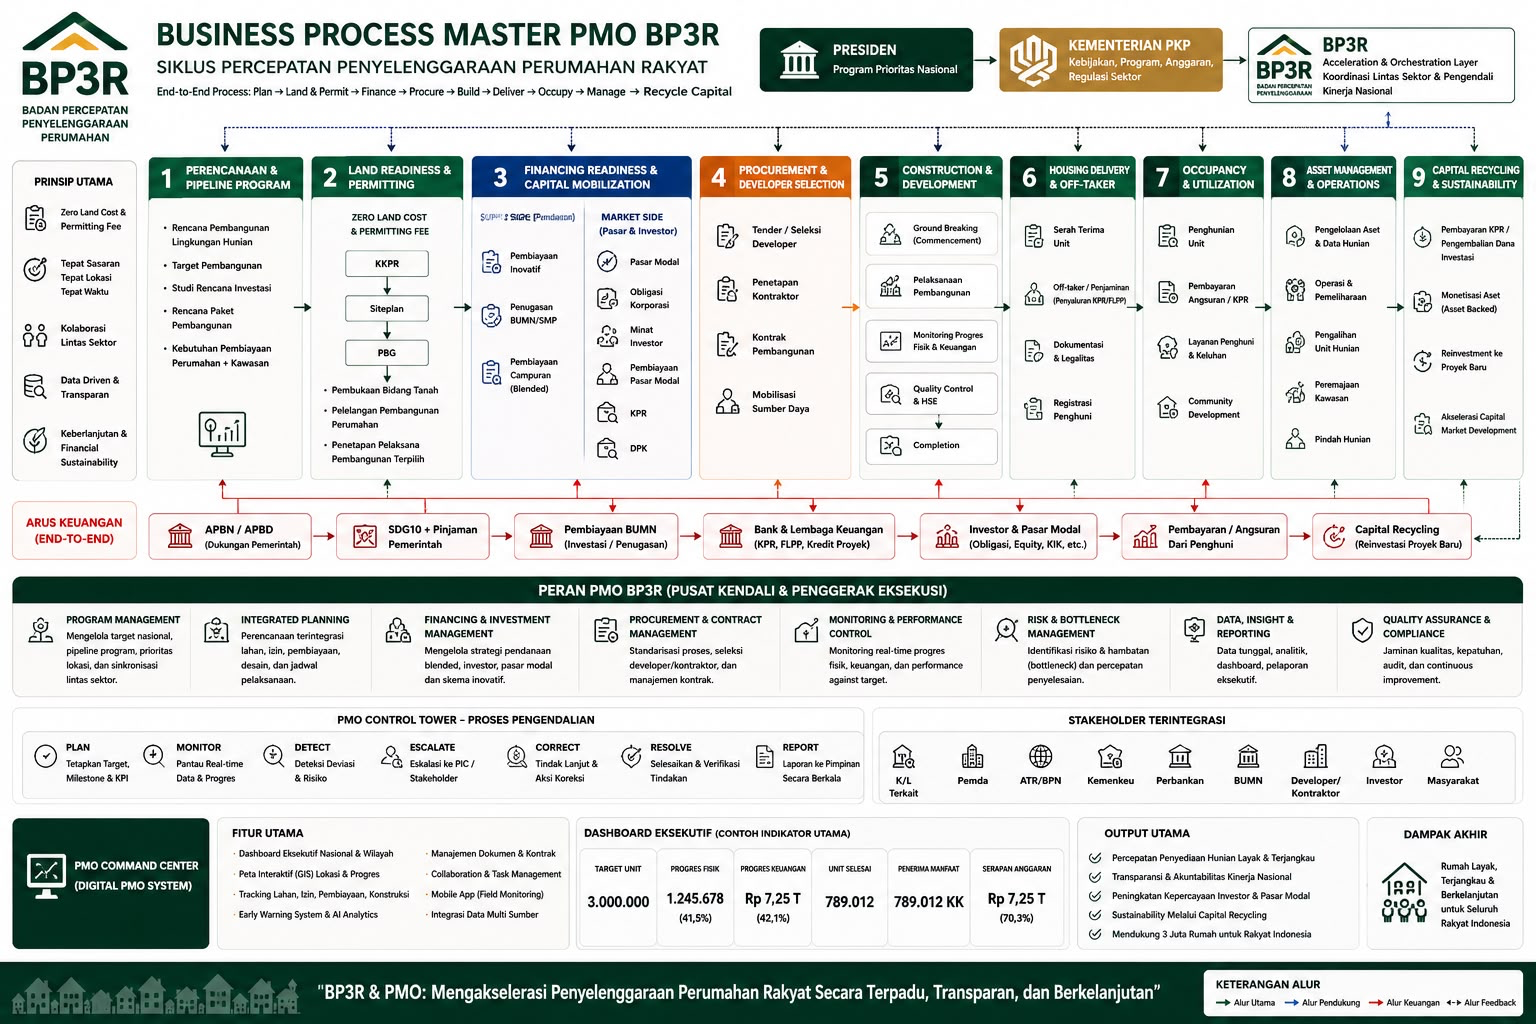 BP3R
BADAN PERCEPATAN
PENYELENGGARAAN
PERUMAHAN
BUSINESS PROCESS MASTER PMO BP3R
SIKLUS PERCEPATAN PENYELENGGARAAN PERUMAHAN RAKYAT
End-to-End Process: Plan → Land & Permit → Finance → Procure → Build → Deliver → Occupy → Manage → Recycle Capital
PRESIDEN
Program Prioritas Nasional
KEMENTERIAN PKP
Kebijakan, Program, Anggaran,
Regulasi Sektor
BP3R
BADAN PERCEPATAN
PENYELENGGARAAN
BP3R
Acceleration & Orchestration Layer
Koordinasi Lintas Sektor & Pengendali
Kinerja Nasional
PRINSIP UTAMA
Zero Land Cost &
Permitting Fee
Tepat Sasaran
Tepat Lokasi
Tepat Waktu
Kolaborasi
Lintas Sektor
Data Driven &
Transparan
Keberlanjutan &
Financial
Sustainability
1 PERENCANAAN &
PIPELINE PROGRAM
• Rencana Pembangunan
Lingkungan Hunian
• Target Pembangunan
• Studi Rencana Investasi
• Rencana Paket
Pembangunan
• Kebutuhan Pembiayaan
Perumahan + Kawasan
2 LAND READINESS &
PERMITTING
ZERO LAND COST
& PERMITTING FEE
KKPR
Siteplan
PBG
• Pembukaan Bidang Tanah
• Pelelangan Pembangunan
Perumahan
• Penetapan Pelaksana
Pembangunan Terpilih
3 FINANCING READINESS &
CAPITAL MOBILIZATION
SIDE
Pembiayaan
Inovatif
Penugasan
BUMN/SMP
Pembiayaan
Campuran
(Blended)
MARKET SIDE
(Pasar & Investor)
Pasar Modal
Obligasi
Korporasi
Minat
Investor
Pembiayaan
Pasar Modal
KPR
DPK
4 PROCUREMENT &
DEVELOPER SELECTION
Tender / Seleksi
Developer
Penetapan
Kontraktor
Kontrak
Pembangunan
Mobilisasi
Sumber Daya
5 CONSTRUCTION &
DEVELOPMENT
Ground Breaking
(Commencement)
Pelaksanaan
Pembangunan
Monitoring Progres
Fisik & Keuangan
Quality Control
& HSE
Completion
6 HOUSING DELIVERY
& OFF-TAKER
Serah Terima
Unit
Off-taker / Penjaminan
(Penyaluran KPR/FLPP)
Dokumentasi
& Legalitas
Registrasi
Penghuni
7 OCCUPANCY
& UTILIZATION
Penghunian
Unit
Pembayaran
Angsuran / KPR
Layanan Penghuni
& Keluhan
Community
Development
8 ASSET MANAGEMENT
& OPERATIONS
Pengelolaan Aset
& Data Hunian
Operasi &
Pemeliharaan
Pengalihan
Unit Hunian
Peremajaan
Kawasan
Pindah Hunian
9 CAPITAL RECYCLING
& SUSTAINABILITY
Pembayaran KPR /
Pengembalian Dana
Investasi
Monetisasi Aset
(Asset Backed)
Reinvestment ke
Proyek Baru
Akselerasi Capital
Market Development
ARUS KEUANGAN
(END-TO-END)
APBN / APBD
(Dukungan Pemerintah)
SDG10 + Pinjaman
Pemerintah
Pembiayaan BUMN
(Investasi / Penugasan)
Bank & Lembaga Keuangan
(KPR, FLPP, Kredit Proyek)
Investor & Pasar Modal
(Obligasi, Equity, KIK, etc.)
Pembayaran / Angsuran
Dari Penghuni
Capital Recycling
(Reinvestasi Proyek Baru)
PERAN PMO BP3R (PUSAT KENDALI & PENGGERAK EKSEKUSI)
PROGRAM MANAGEMENT
Mengelola target nasional,
pipeline program, prioritas
lokasi, dan sinkronisasi
lintas sektor.
INTEGRATED PLANNING
Perencanaan terintegrasi
lahan, izin, pembiayaan,
desain, dan jadwal
pelaksanaan.
FINANCING & INVESTMENT
MANAGEMENT
Mengelola strategi pendanaan
blended, investor, pasar modal
dan skema inovatif.
PROCUREMENT & CONTRACT
MANAGEMENT
Standarisasi proses, seleksi
developer/kontraktor, dan
manajemen kontrak.
MONITORING & PERFORMANCE
CONTROL
Monitoring real-time progres
fisik, keuangan, dan performance
against target.
RISK & BOTTLENECK
MANAGEMENT
Identifikasi risiko & hambatan
(bottleneck) dan percepatan
penyelesaian.
DATA, INSIGHT &
REPORTING
Data tunggal, analitik,
dashboard, pelaporan
eksekutif.
QUALITY ASSURANCE &
COMPLIANCE
Jaminan kualitas, kepatuhan,
audit, dan continuous
improvement.
PMO CONTROL TOWER – PROSES PENGENDALIAN
PLAN
Tetapkan Target,
Milestone & KPI
MONITOR
Pantau Real-time
Data & Progres
DETECT
Deteksi Deviasi
& Risiko
ESCALATE
Eskalasi ke PIC /
Stakeholder
CORRECT
Tindak Lanjut &
Aksi Koreksi
RESOLVE
Selesaikan & Verifikasi
Tindakan
REPORT
Laporan ke Pimpinan
Secara Berkala
STAKEHOLDER TERINTEGRASI
K/L
Terkait
Pemda
ATR/BPN
Kemenkeu
Perbankan
BUMN
Developer/
Kontraktor
Investor
Masyarakat
PMO COMMAND CENTER
(DIGITAL PMO SYSTEM)
FITUR UTAMA
· Dashboard Eksekutif Nasional & Wilayah
· Peta Interaktif (GIS) Lokasi & Progres
· Tracking Lahan, Izin, Pembiayaan, Konstruksi
· Early Warning System & AI Analytics
· Manajemen Dokumen & Kontrak
· Collaboration & Task Management
· Mobile App (Field Monitoring)
· Integrasi Data Multi Sumber
DASHBOARD EKSEKUTIF (CONTOH INDIKATOR UTAMA)
TARGET UNIT
3.000.000
PROGRES FISIK
1.245.678
(41,5%)
PROGRES KEUANGAN
Rp 7,25 T
(42,1%)
UNIT SELESAI
789.012
PENERIMA MANFAAT
789.012 KK
SERAPAN ANGGARAN
Rp 7,25 T
(70,3%)
OUTPUT UTAMA
Percepatan Penyediaan Hunian Layak & Terjangkau
Transparansi & Akuntabilitas Kinerja Nasional
Peningkatan Kepercayaan Investor & Pasar Modal
Sustainability Melalui Capital Recycling
Mendukung 3 Juta Rumah untuk Rakyat Indonesia
DAMPAK AKHIR
Rumah Layak,
Terjangkau &
Berkelanjutan
untuk Seluruh
Rakyat Indonesia
"BP3R & PMO: Mengakselerasi Penyelenggaraan Perumahan Rakyat Secara Terpadu, Transparan, dan Berkelanjutan"
KETERANGAN ALUR
Alur Utama
Alur Pendukung
Alur Keuangan
Alur Feedback